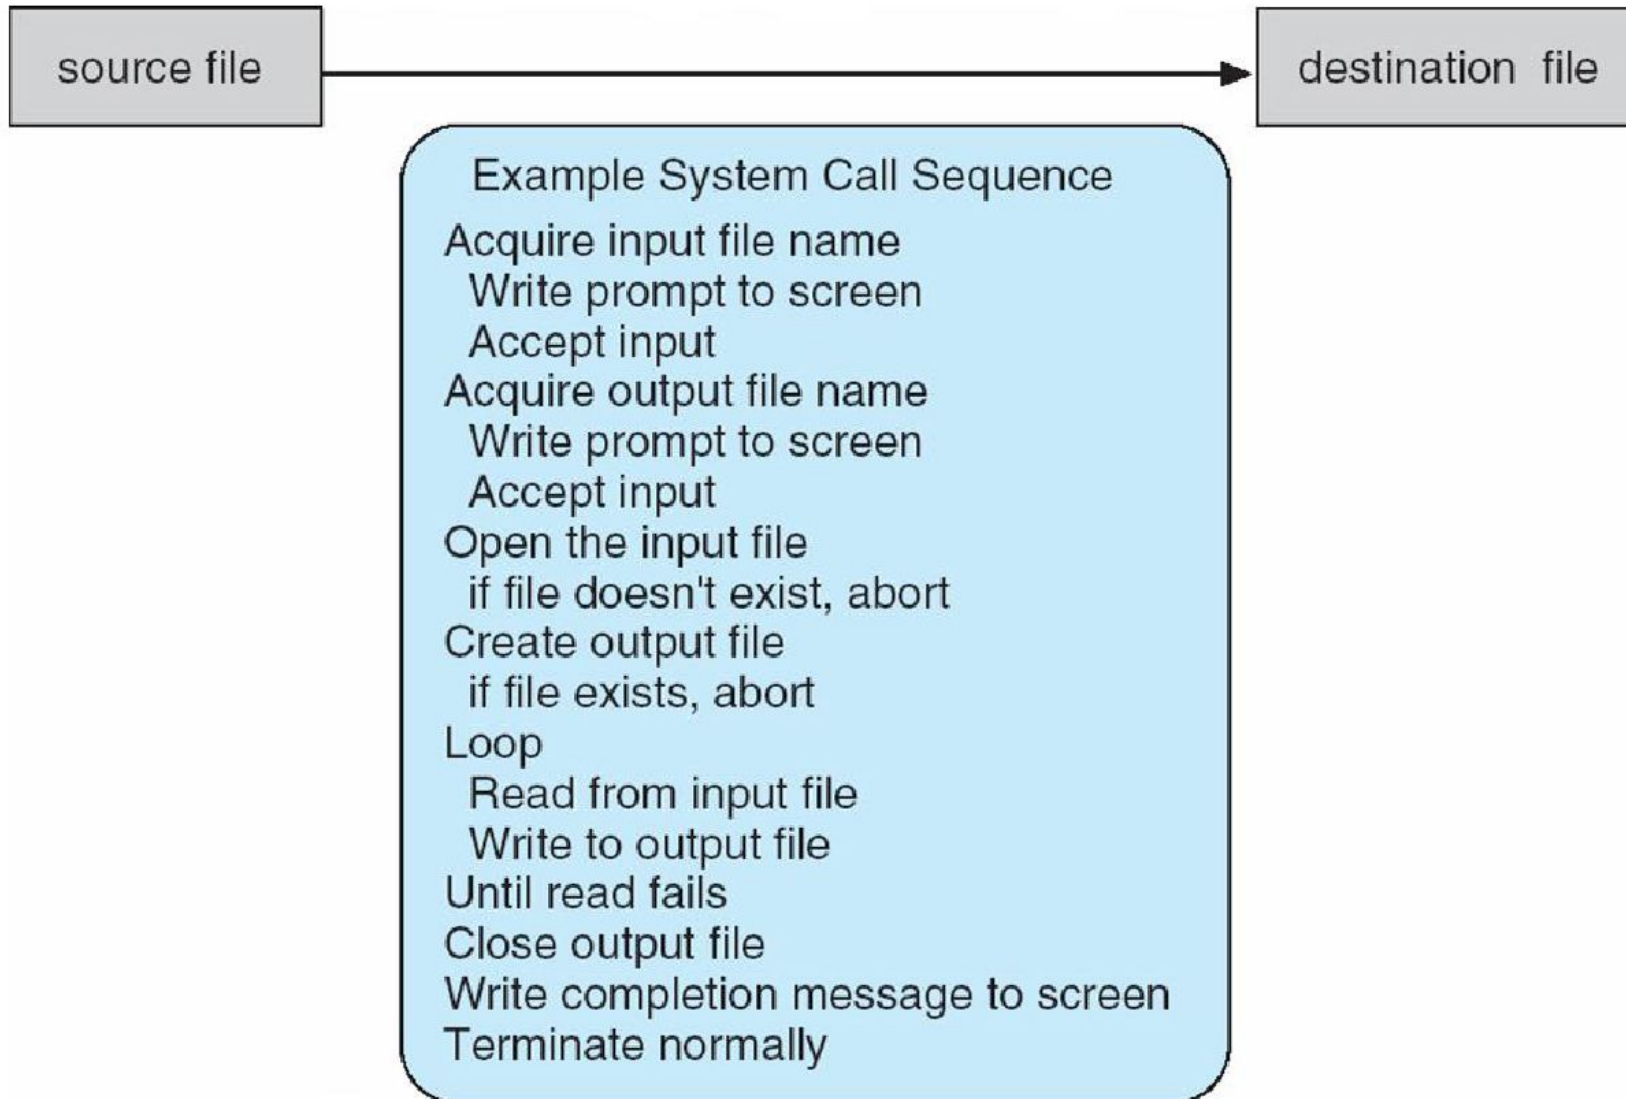 source file
destination file
Example System Call Sequence
Acquire input file name
Write prompt to screen
Accept input
Acquire output file name
Write prompt to screen
Accept input
Open the input file
if file doesn't exist, abort
Create output file
if file exists, abort
Loop
Read from input file
Write to output file
Until read fails
Close output file
Write completion message to screen
Terminate normally